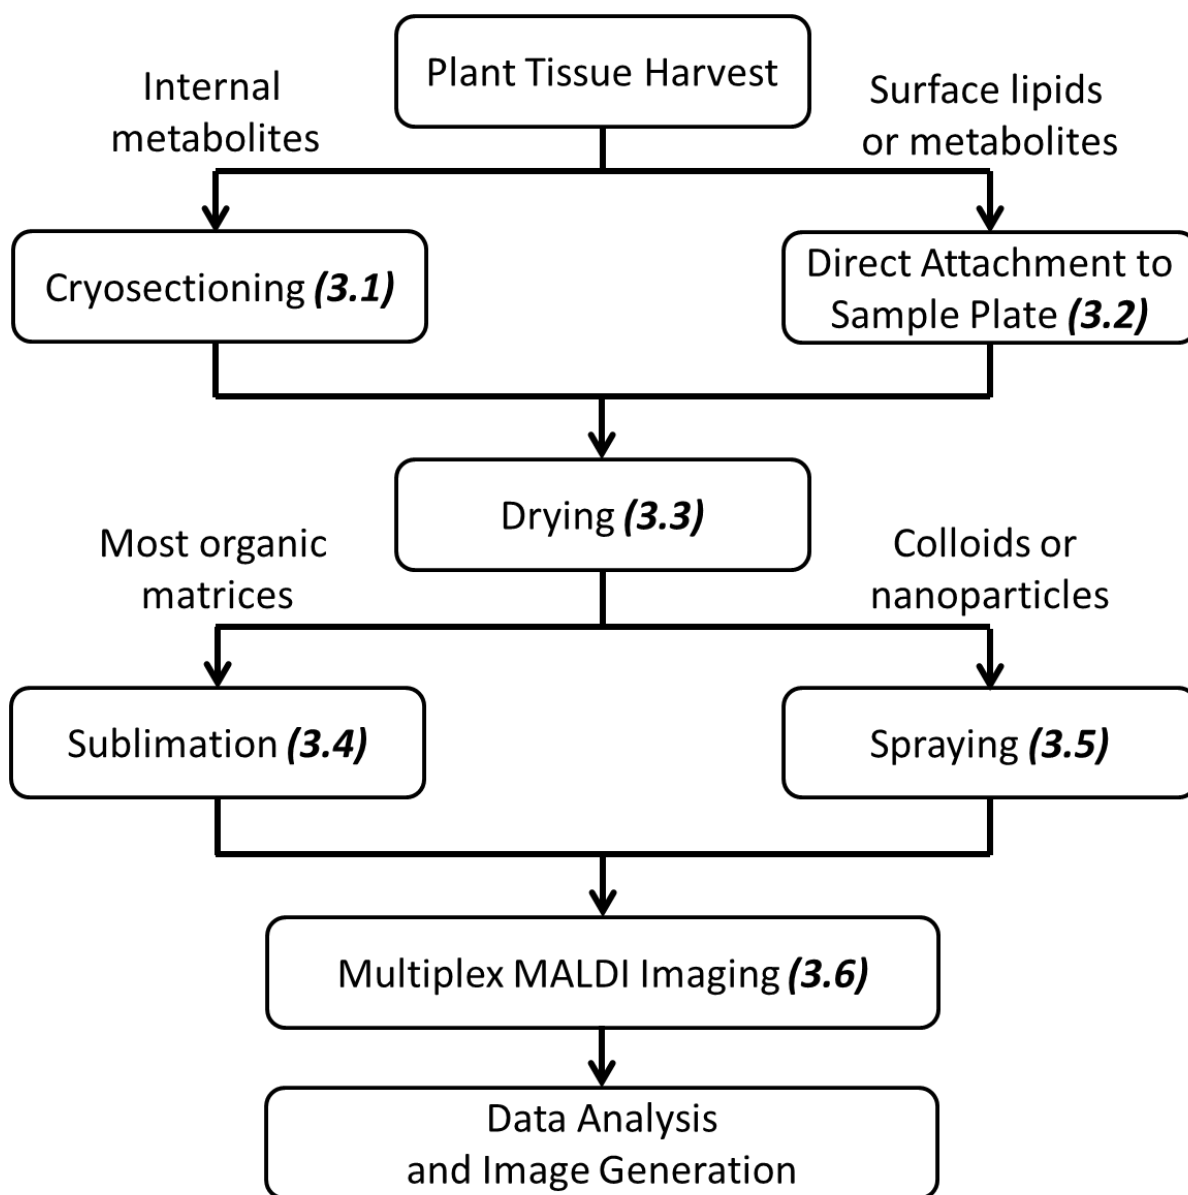 Plant Tissue Harvest
Internal
metabolites
Surface lipids
or metabolites
Cryosectioning (3.1)
Direct Attachment to
Sample Plate (3.2)
Drying (3.3)
Most organic
matrices
Colloids or
nanoparticles
Sublimation (3.4)
Spraying (3.5)
Multiplex MALDI Imaging (3.6)
Data Analysis
and Image Generation